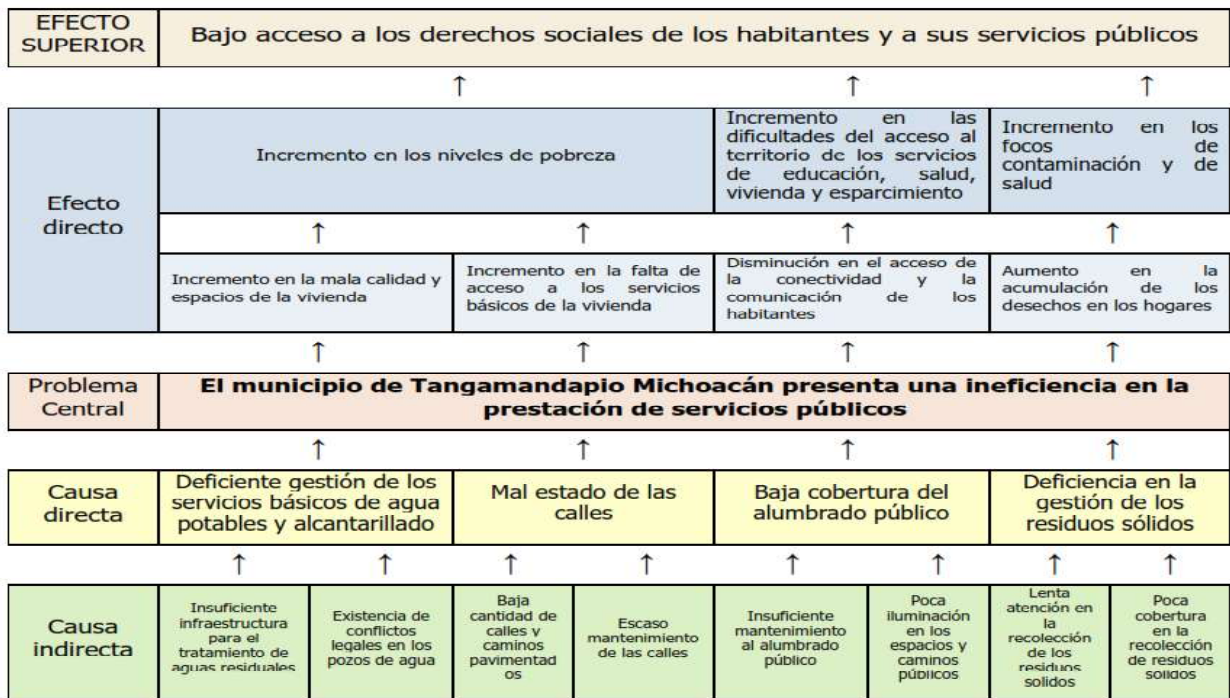 EFECTO
SUPERIOR
Bajo acceso a los derechos sociales de los habitantes y a sus servicios públicos
↑ ↑ ↑
Efecto
directo
Incremento en los niveles de pobreza
Incremento en las
dificultades del acceso al
territorio de los servicios
de educación, salud,
vivienda y esparcimiento
Incremento en los
focos de
contaminación y de
salud
↑ ↑ ↑ ↑
Incremento en la mala calidad y
espacios de la vivienda
Incremento en la falta de
acceso a los servicios
básicos de la vivienda
Disminución en el acceso de
la conectividad y la
comunicación de los
habitantes
Aumento en la
acumulación de los
desechos en los hogares
↑ ↑ ↑ ↑
Problema
Central
El municipio de Tangamandapio Michoacán presenta una ineficiencia en la
prestación de servicios públicos
↑ ↑ ↑ ↑
Causa
directa
Deficiente gestión de los
servicios básicos de agua
potables y alcantarillado
Mal estado de las
calles
Baja cobertura del
alumbrado público
Deficiencia en la
gestión de los
residuos sólidos
↑ ↑ ↑ ↑ ↑ ↑ ↑ ↑
Causa
indirecta
Insuficiente
infraestructura
para el
tratamiento de
aguas residuales
Existencia de
conflictos
legales en los
pozos de agua
Baja
cantidad de
calles y
caminos
pavimentad
os
Escaso
mantenimiento
de las calles
Insuficiente
mantenimiento
al alumbrado
público
Poca
iluminación
en los
espacios y
caminos
públicos
Lenta
atención en
la
recolección
de los
residuos
solidos
Poca
cobertura
en la
recolección
de residuos
solidos